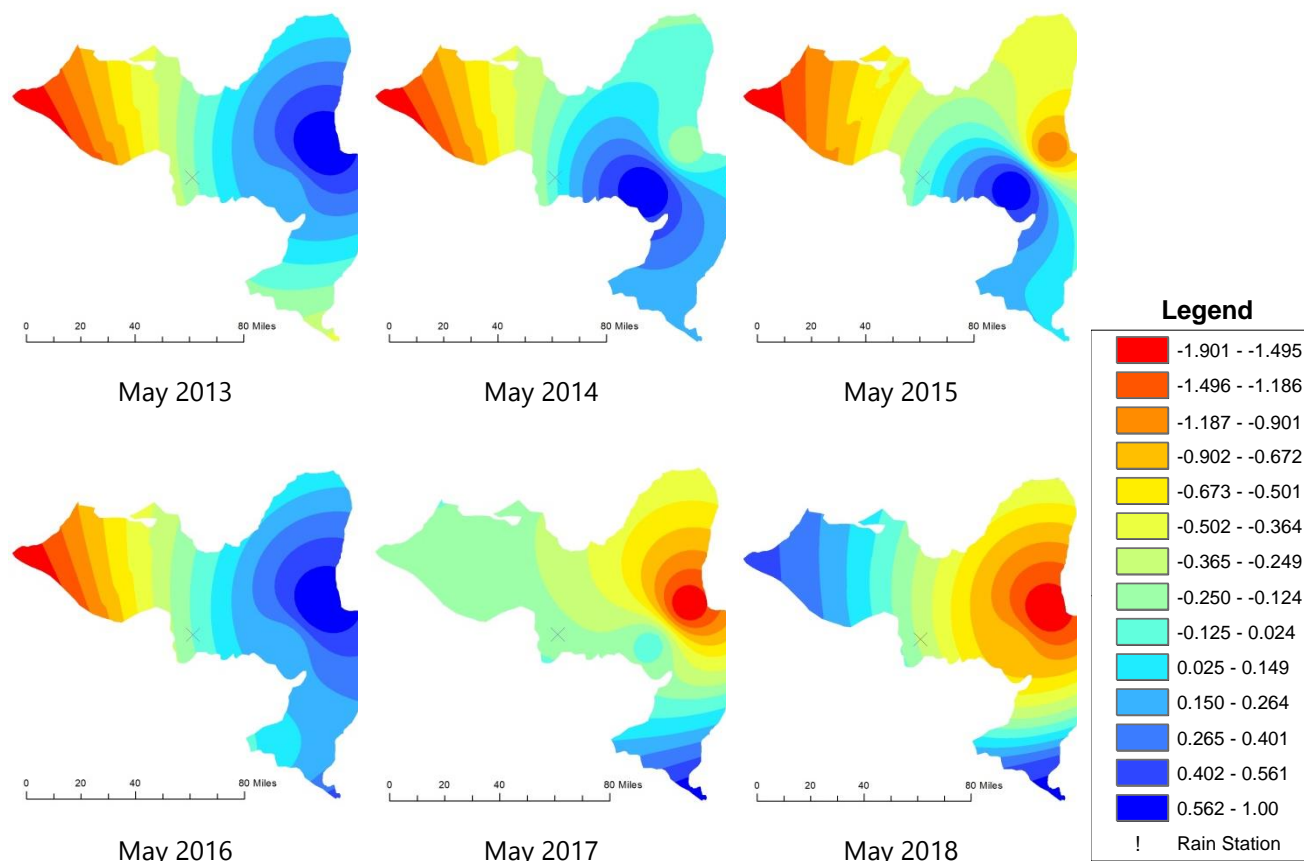 0 20 40 80 Miles
0 20 40 80 Miles
0 20 40 80 Miles
May 2013
May 2014
May 2015
0 20 40 80 Miles
0 20 40 80 Miles
0 20 40 80 Miles
May 2016
May 2017
May 2018
Legend
-1.901 - -1.495
-1.496 - -1.186
-1.187 - -0.901
-0.902 - -0.672
-0.673 - -0.501
-0.502 - -0.364
-0.365 - -0.249
-0.250 - -0.124
-0.125 - 0.024
0.025 - 0.149
0.150 - 0.264
0.265 - 0.401
0.402 - 0.561
0.562 - 1.00
! Rain Station